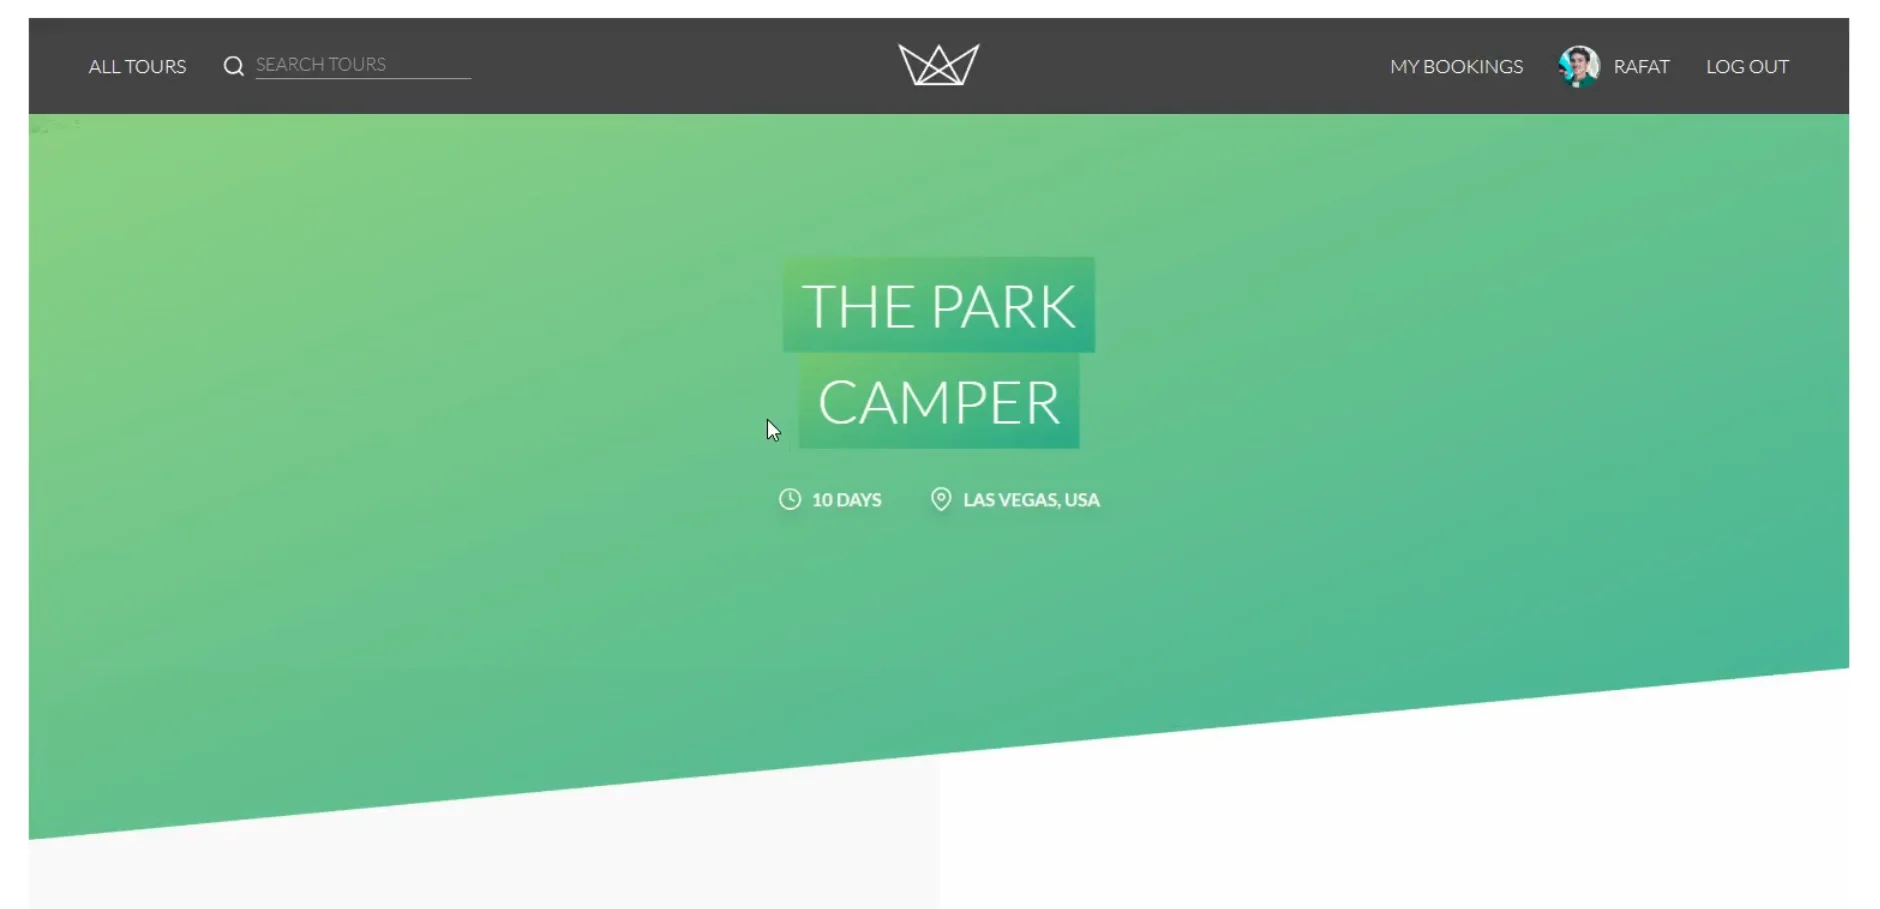 ALL TOURS
SEARCH TOURS
MY BOOKINGS
RAFAT
LOG OUT
THE PARK
CAMPER
10 DAYS
LAS VEGAS, USA